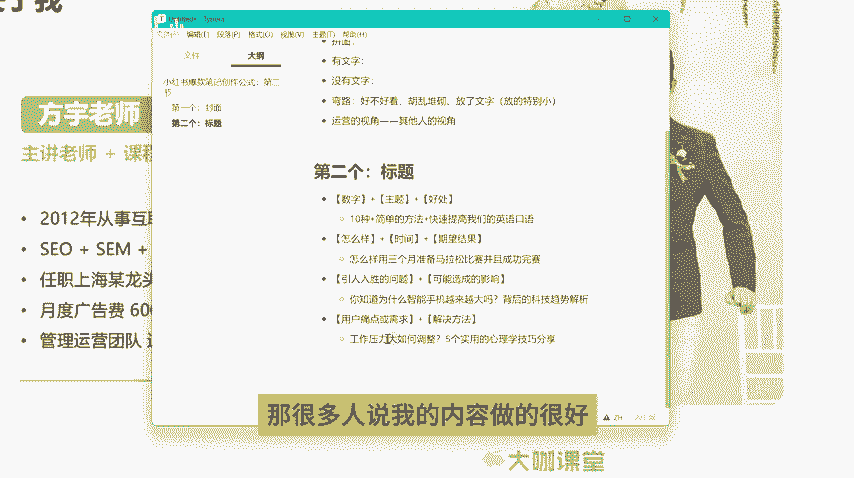 方宇老师
主讲老师 + 课程
2012年从事互联
SEO + SEM +
任职上海某龙头
月度广告费 600
管理运营团队
编辑(E) 段落(P) 格式(O) 视图(V) 主题(T) 帮助(H)
文件 大纲
小红书爆款笔记创作公式：第二节
第一个：封面
第二个：标题
有文字：
没有文字：
弯路：好不好看、胡乱堆砌、放了文字（放的特别小）
运营的视角——其他人的视角
第二个：标题
【数字】+【主题】+【好处】
10种+简单的方法+快速提高我们的英语口语
【怎么样】+【时间】+【期望结果】
怎么样用三个月准备马拉松比赛并且成功完赛
【引人入胜的问题】+【可能造成的影响】
你知道为什么智能手机越来越大吗？背后的科技趋势解析
【用户痛点或需求】+【解决方法】
工作压力大如何调整？5个实用的心理学技巧分享
那很多人说我的内容做的很好
大咖课堂